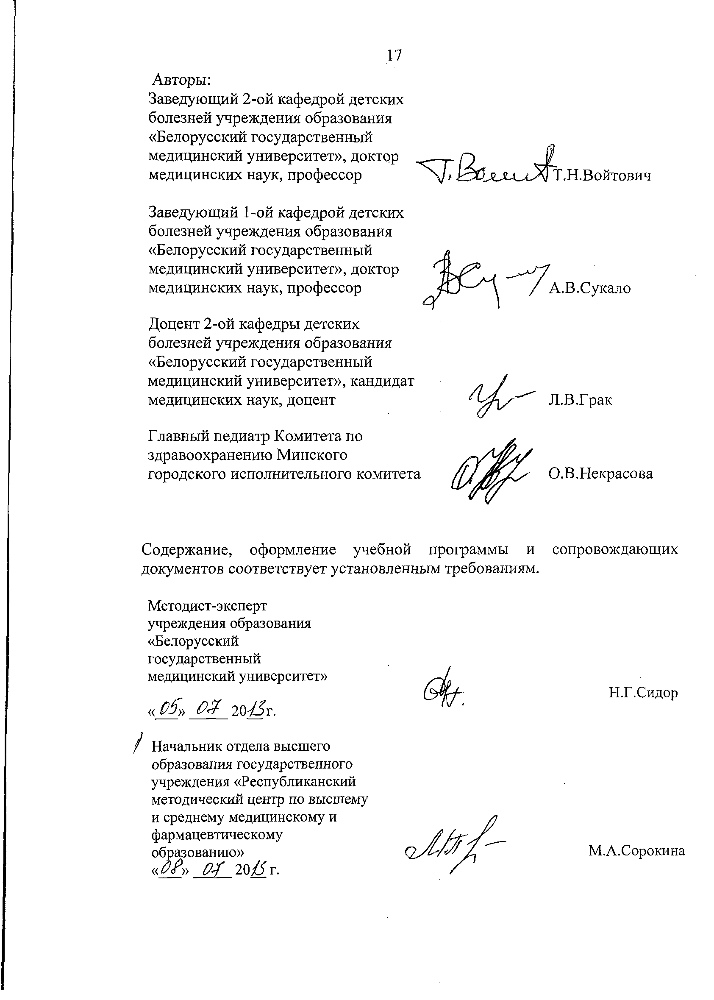 17
Авторы:
Заведующий 2-ой кафедрой детских
болезней учреждения образования
«Белорусский государственный
медицинский университет», доктор
медицинских наук, профессор Т.Н.Войтович
Заведующий 1-ой кафедрой детских
болезней учреждения образования
«Белорусский государственный
медицинский университет», доктор
медицинских наук, профессор А.В.Сукало
Доцент 2-ой кафедры детских
болезней учреждения образования
«Белорусский государственный
медицинский университет», кандидат
медицинских наук, доцент Л.В.Грак
Главный педиатр Комитета по
здравоохранению Минского
городского исполнительного комитета О.В.Некрасова
Содержание, оформление учебной программы и сопровождающих
документов соответствует установленным требованиям.
Методист-эксперт
учреждения образования
«Белорусский
государственный
медицинский университет»
Н.Г.Сидор
«05» 07 2013г.
Начальник отдела высшего
образования государственного
учреждения «Республиканский
методический центр по высшему
и среднему медицинскому и
фармацевтическому
образованию» М.А.Сорокина
«08» 07 2013 г.